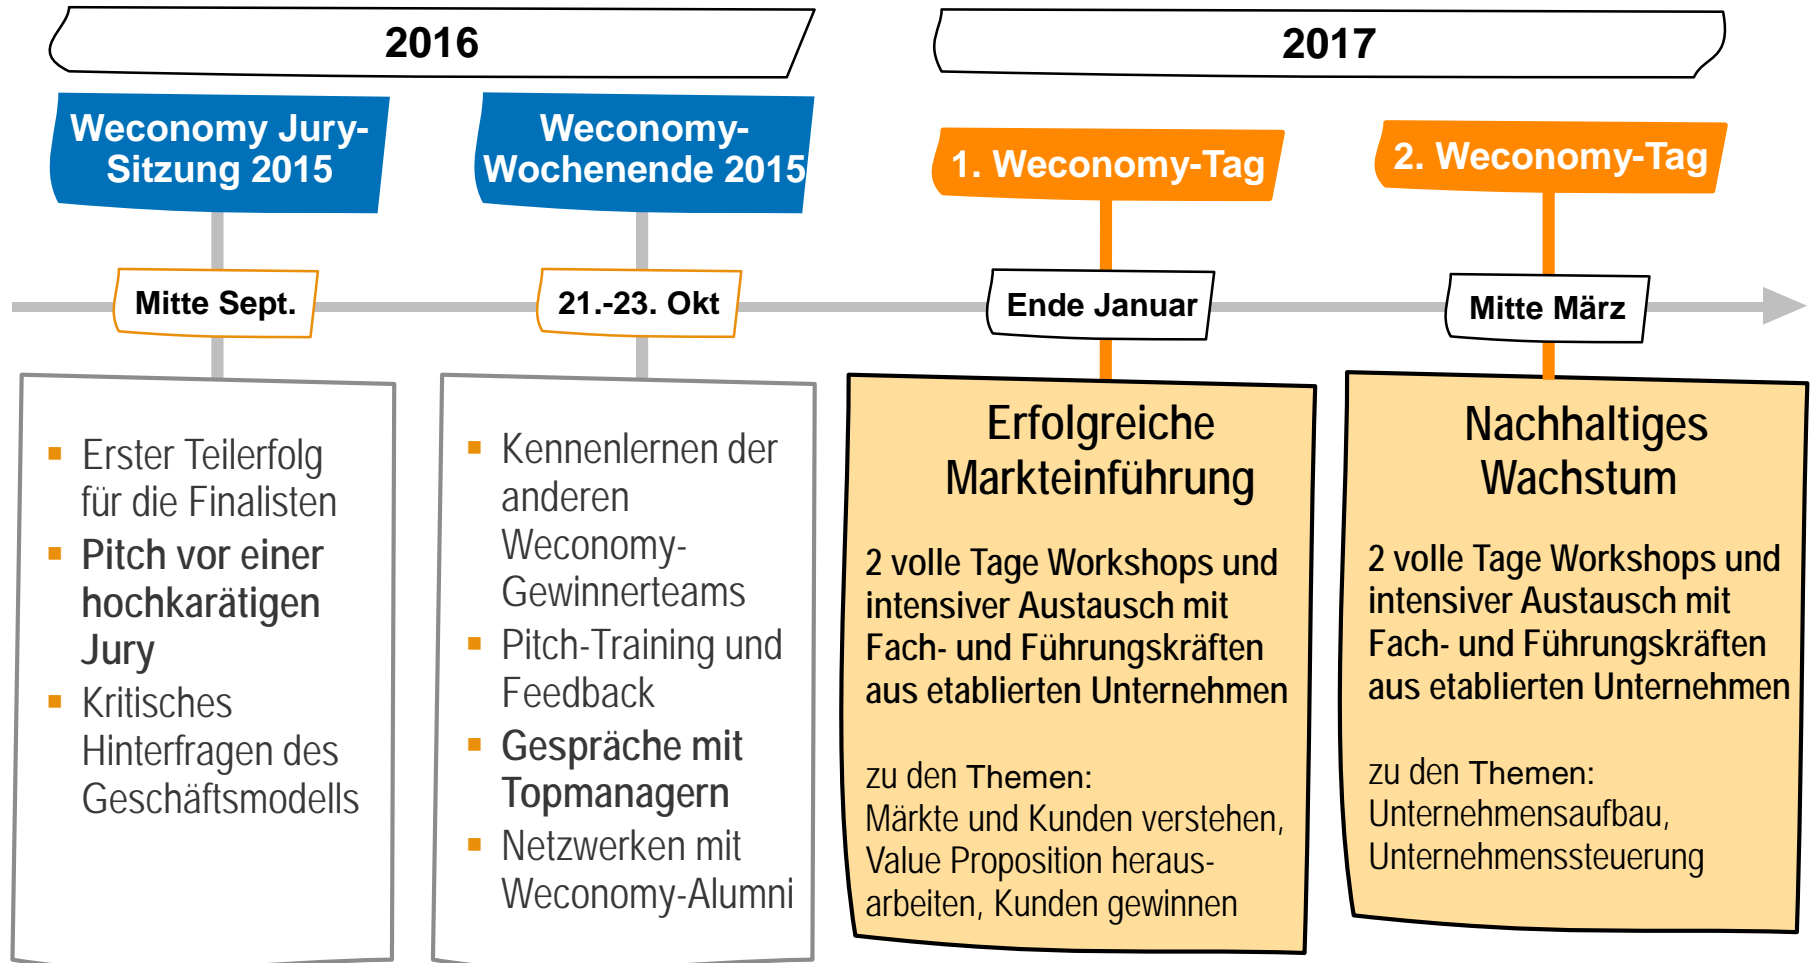 2016
2017
Weconomy Jury-
Sitzung 2015
Weconomy-
Wochenende 2015
1. Weconomy-Tag
2. Weconomy-Tag
Mitte Sept.
21.-23. Okt
Ende Januar
Mitte März
Erster Teilerfolg
für die Finalisten
Pitch vor einer
hochkarätigen
Jury
Kritisches
Hinterfragen des
Geschäftsmodells
Kennenlernen der
anderen
Weconomy-
Gewinnerteams
Pitch-Training und
Feedback
Gespräche mit
Topmanagern
Netzwerken mit
Weconomy-Alumni
Erfolgreiche
Markteinführung
2 volle Tage Workshops und
intensiver Austausch mit
Fach- und Führungskräften
aus etablierten Unternehmen
zu den Themen:
Märkte und Kunden verstehen,
Value Proposition heraus-
arbeiten, Kunden gewinnen
Nachhaltiges
Wachstum
2 volle Tage Workshops und
intensiver Austausch mit
Fach- und Führungskräften
aus etablierten Unternehmen
zu den Themen:
Unternehmensaufbau,
Unternehmenssteuerung